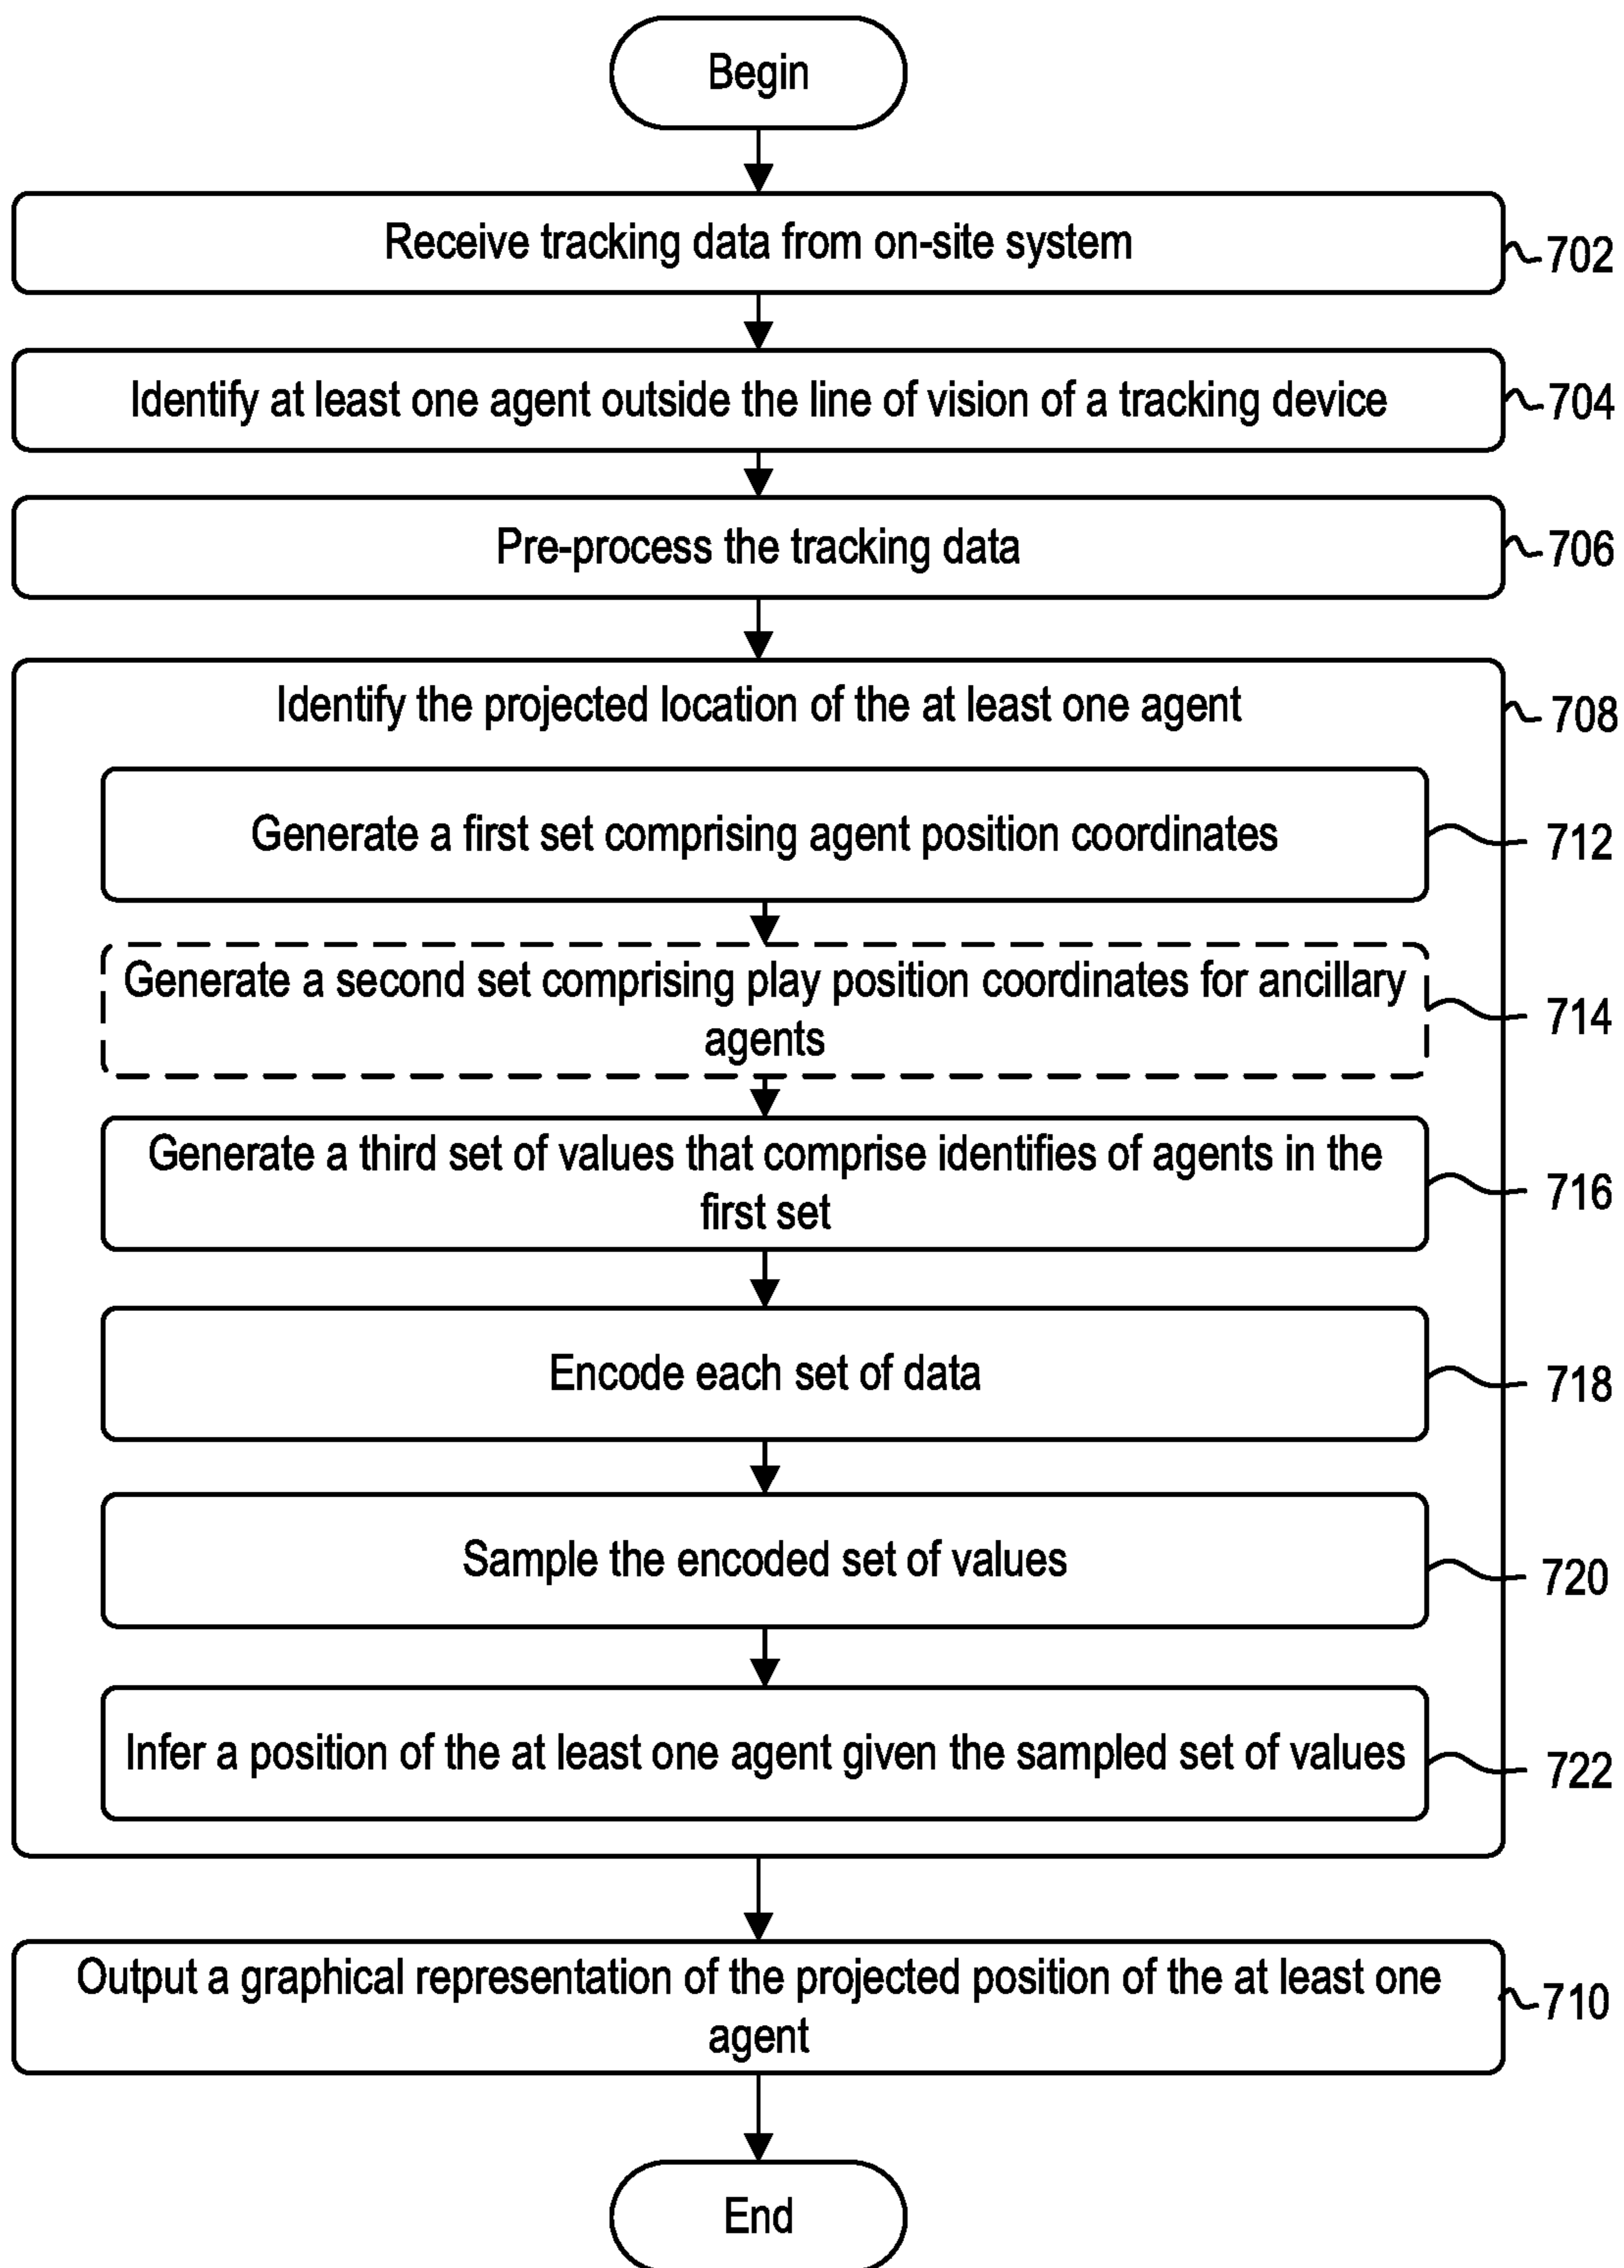 Begin
Receive tracking data from on-site system
702
Identify at least one agent outside the line of vision of a tracking device
704
Pre-process the tracking data
706
Identify the projected location of the at least one agent
708
Generate a first set comprising agent position coordinates
712
Generate a second set comprising play position coordinates for ancillary
agents
714
Generate a third set of values that comprise identifies of agents in the
first set
716
Encode each set of data
718
Sample the encoded set of values
720
Infer a position of the at least one agent given the sampled set of values
722
Output a graphical representation of the projected position of the at least one
agent
710
End